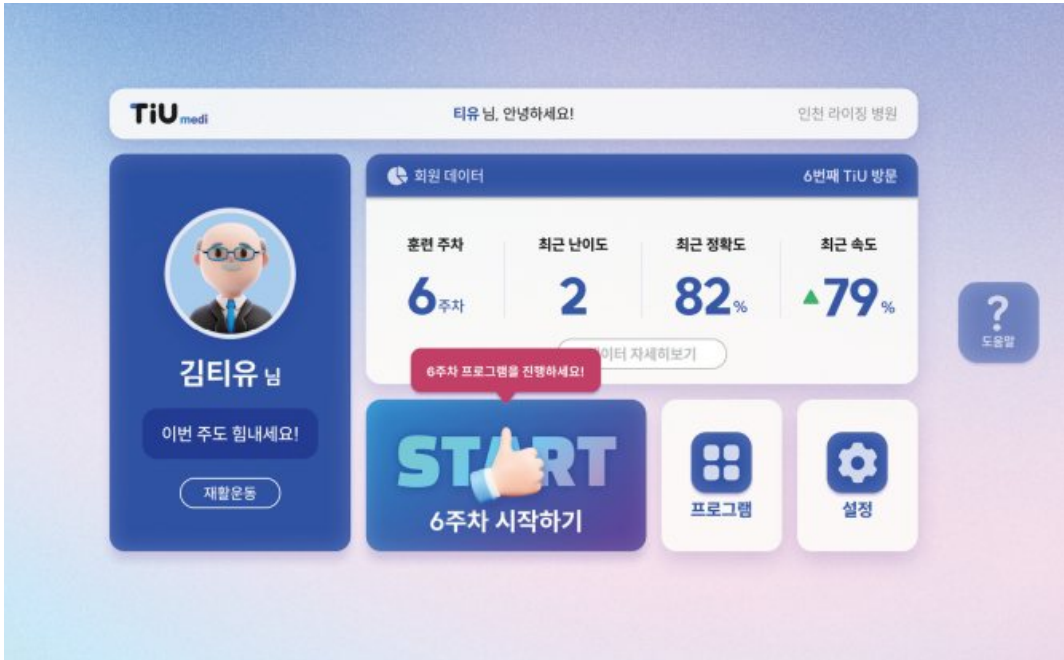 TiU medi
티유 님, 안녕하세요!
인천 라이징 병원
김티유 님
이번 주도 힘내세요!
재활운동
회원 데이터
6번째 TiU 방문
훈련 주차
6주차
최근 난이도
2
최근 정확도
82%
최근 속도
▲79%
자세히보기
6주차 프로그램을 진행하세요!
START
6주차 시작하기
프로그램
설정
?
도움말